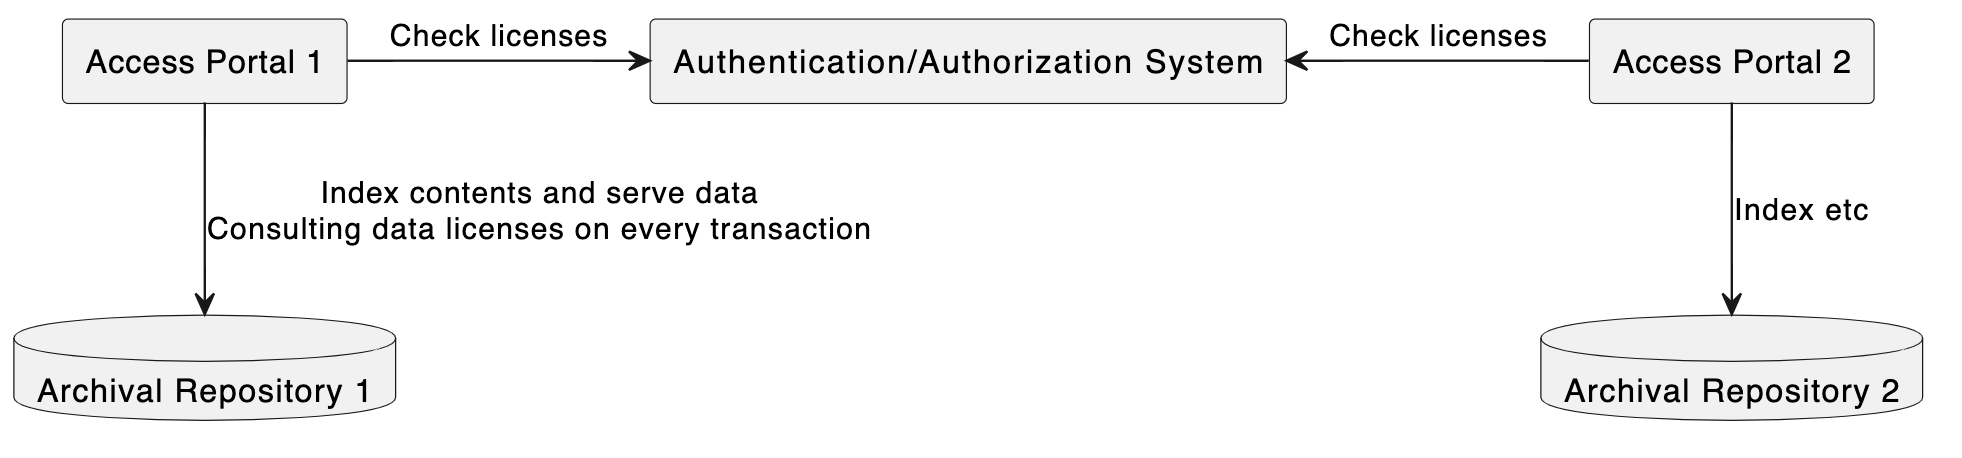 Access Portal 1
Check licenses
Authentication/Authorization System
Check licenses
Access Portal 2
Index contents and serve data
Consulting data licenses on every transaction
Index etc
Archival Repository 1
Archival Repository 2